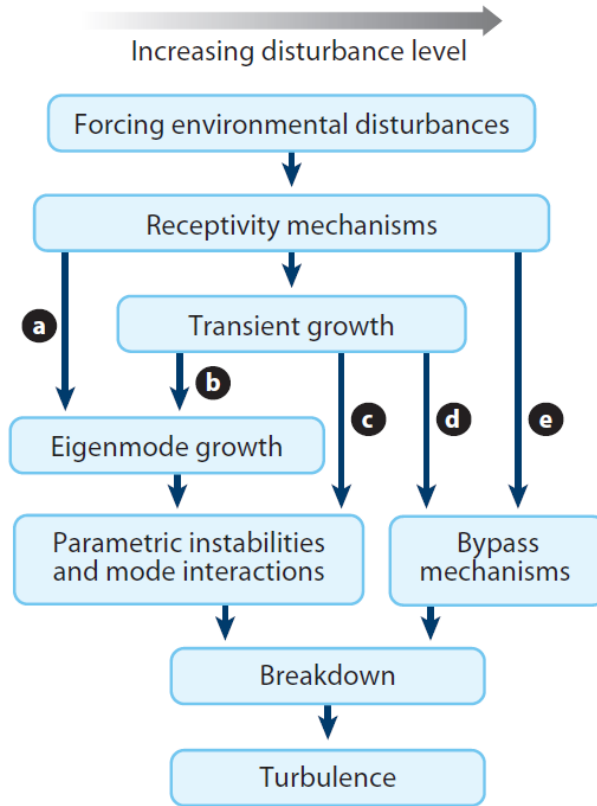 Increasing disturbance level
Forcing environmental disturbances
Receptivity mechanisms
a
Transient growth
b
c
d
e
Eigenmode growth
Parametric instabilities
and mode interactions
Bypass
mechanisms
Breakdown
Turbulence